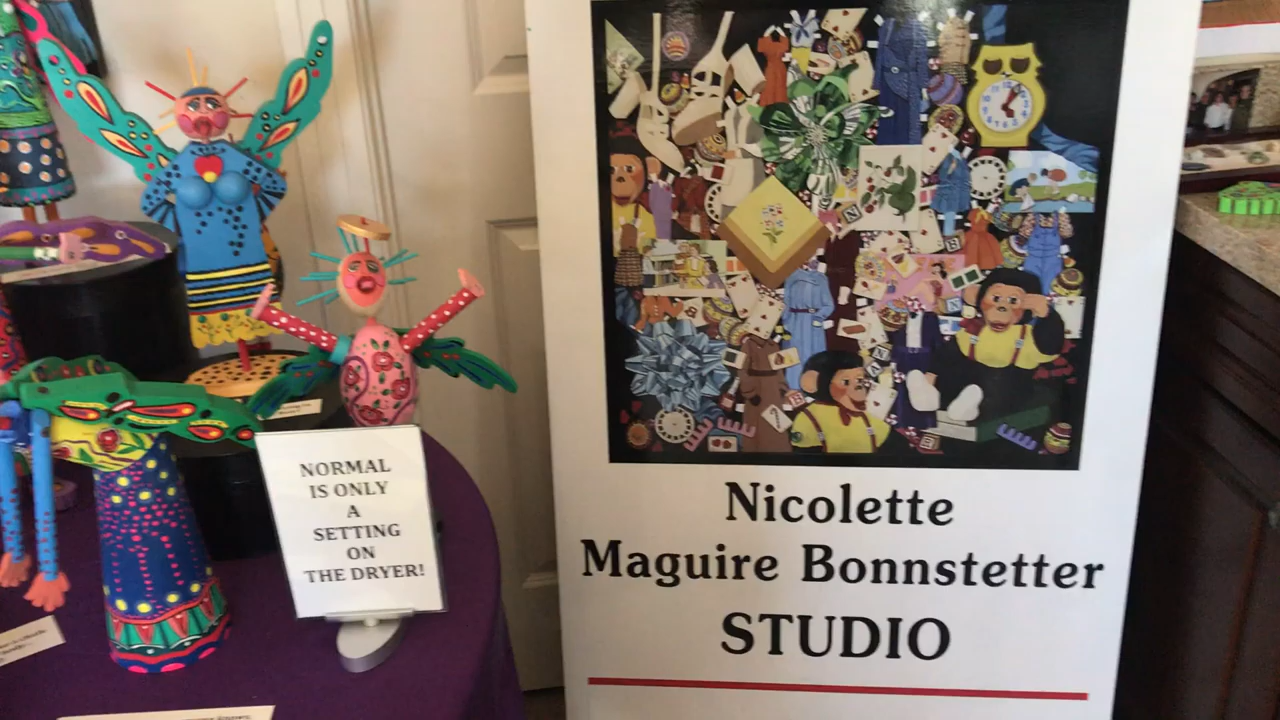 NORMAL
IS ONLY
A
SETTING
ON
THE DRYER!
Nicolette
Maguire Bonnstetter
STUDIO